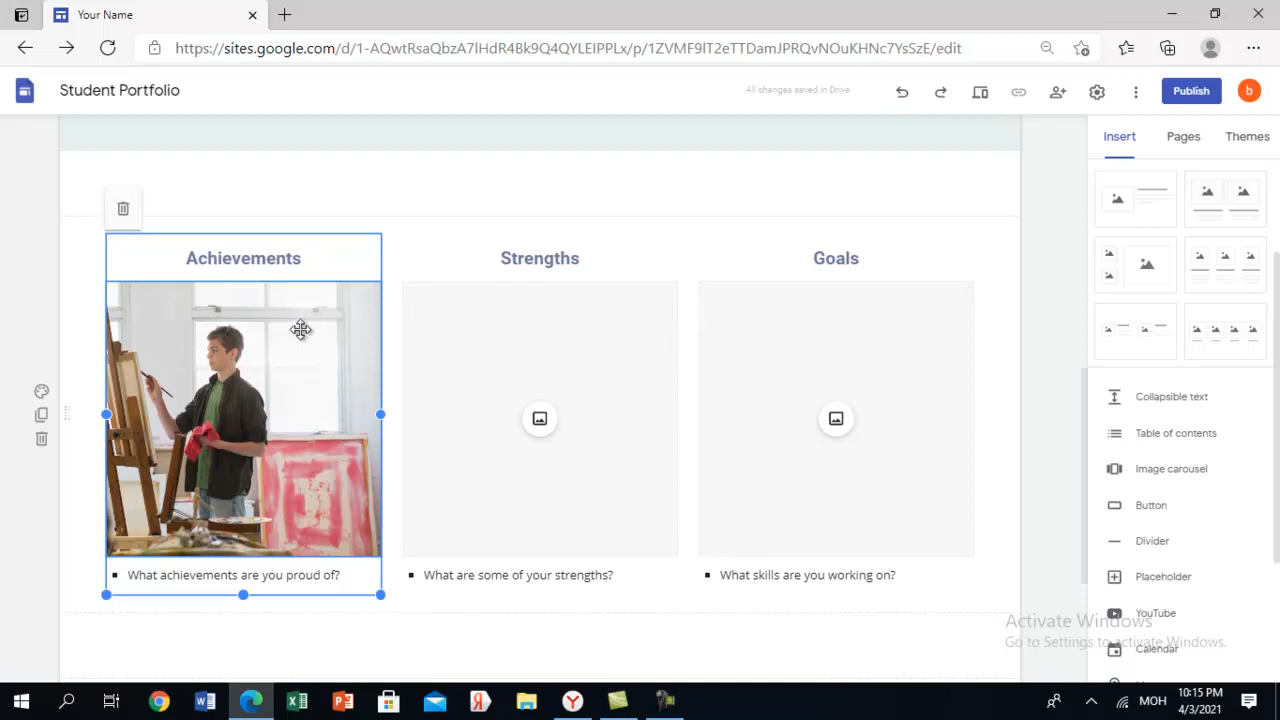 Your Name
https://sites.google.com/d/1-AQwtRsaQbzA7lHdR4Bk9Q4QYLEIPPLx/p/1ZVMF9lT2eTTDamJPRQvNOuKHNc7YsSzE/edit
Student Portfolio
All changes saved in Drive
Publish
b
Insert
Pages
Themes
Achievements
Strengths
Goals
Collapsible text
Table of contents
Image carousel
Button
Divider
Placeholder
YouTube
Calendar
What achievements are you proud of?
What are some of your strengths?
What skills are you working on?
Activate Windows
Go to Settings to activate Windows.
МОН
10:15 PM
4/3/2021